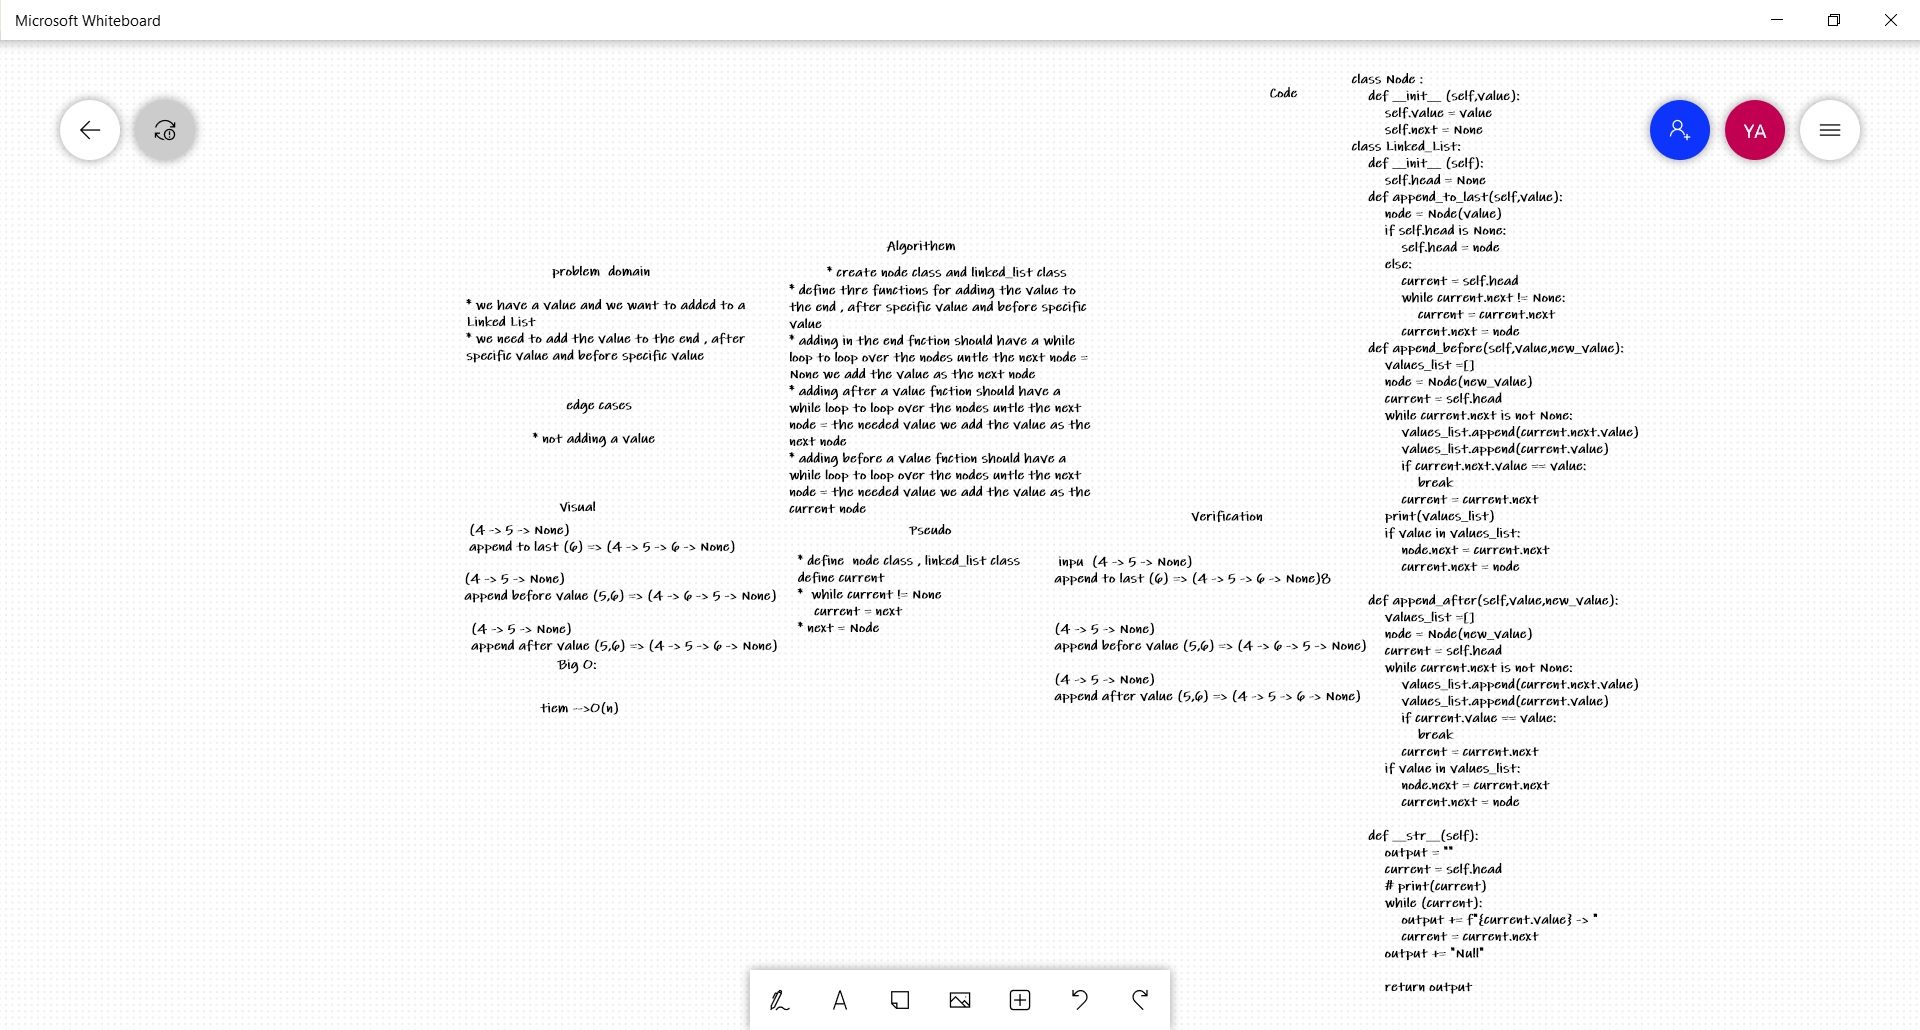 Microsoft Whiteboard
YA
problem domain
* we have a value and we want to added to a
Linked List
* we need to add the value to the end , after
specific value and before specific value
edge cases
* not adding a value
Visual
(4 -> 5 -> None)
append to last (6) => (4 -> 5 -> 6 -> None)
(4 -> 5 -> None)
append before value (5,6) => (4 -> 6 -> 5 -> None)
(4 -> 5 -> None)
append after value (5,6) => (4 -> 5 -> 6 -> None)
Big O:
tiem -->O(n)
Algorithem
* create node class and linked_list class
* define thre functions for adding the value to
the end , after specific value and before specific
value
* adding in the end fnction should have a while
loop to loop over the nodes untle the next node =
None we add the value as the next node
* adding after a value fnction should have a
while loop to loop over the nodes untle the next
node = the needed value we add the value as the
next node
* adding before a value fnction should have a
while loop to loop over the nodes untle the next
node = the needed value we add the value as the
current node
Pseudo
* define node class , linked_list class
define current
* while current != None
current = next
* next = Node
Verification
inpu (4 -> 5 -> None)
append to last (6) => (4 -> 5 -> 6 -> None)8
(4 -> 5 -> None)
append before value (5,6) => (4 -> 6 -> 5 -> None)
(4 -> 5 -> None)
append after value (5,6) => (4 -> 5 -> 6 -> None)
Code
class Node :
def __init__ (self,value):
self.value = value
self.next = None
class Linked_List:
def __init__ (self):
self.head = None
def append_to_last(self,value):
node = Node(value)
if self.head is None:
self.head = node
else:
current = self.head
while current.next != None:
current = current.next
current.next = node
def append_before(self,value,new_value):
values_list =[]
node = Node(new_value)
current = self.head
while current.next is not None:
values_list.append(current.next.value)
values_list.append(current.value)
if current.next.value == value:
break
current = current.next
print(values_list)
if value in values_list:
node.next = current.next
current.next = node
def append_after(self,value,new_value):
values_list =[]
node = Node(new_value)
current = self.head
while current.next is not None:
values_list.append(current.next.value)
values_list.append(current.value)
if current.value == value:
break
current = current.next
if value in values_list:
node.next = current.next
current.next = node
def __str__(self):
output = ""
current = self.head
# print(current)
while (current):
output += f"{current.value} -> "
current = current.next
output += "Null"
return output